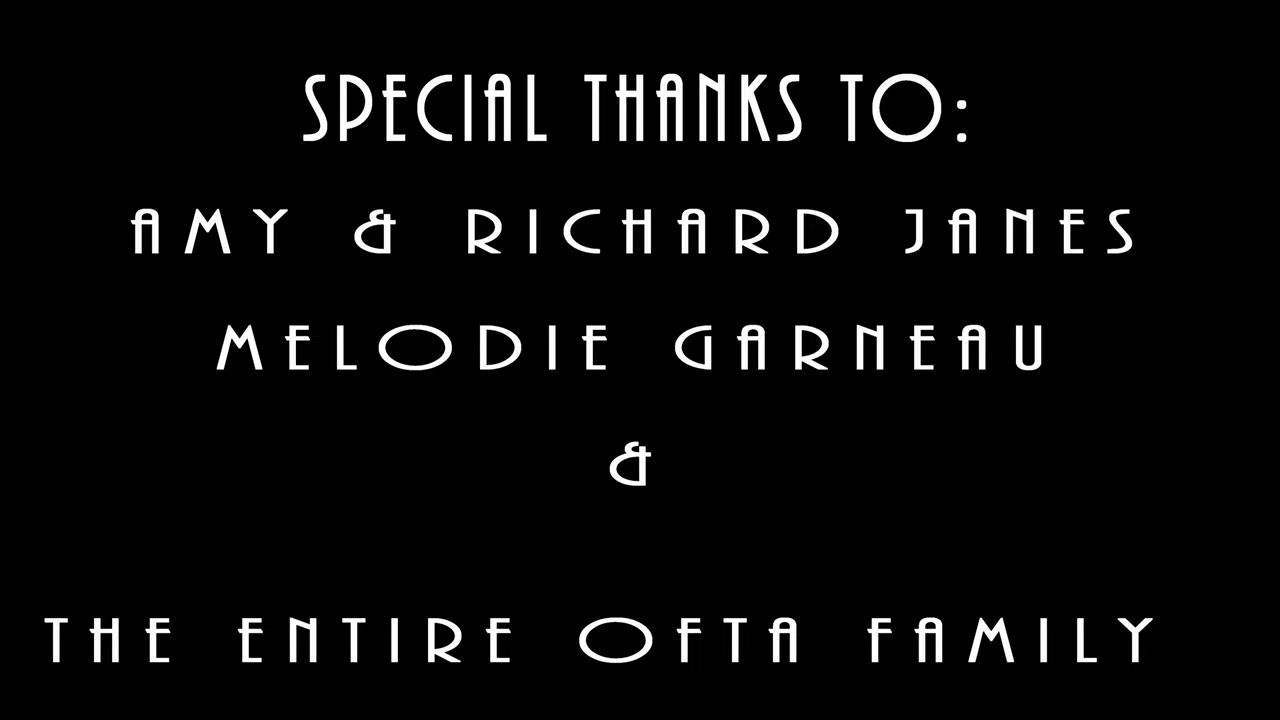 SPECIAL THANKS TO:
AMY & RICHARD JANES
MELODIE GARNEAU
&
THE ENTIRE OFTA FAMILY